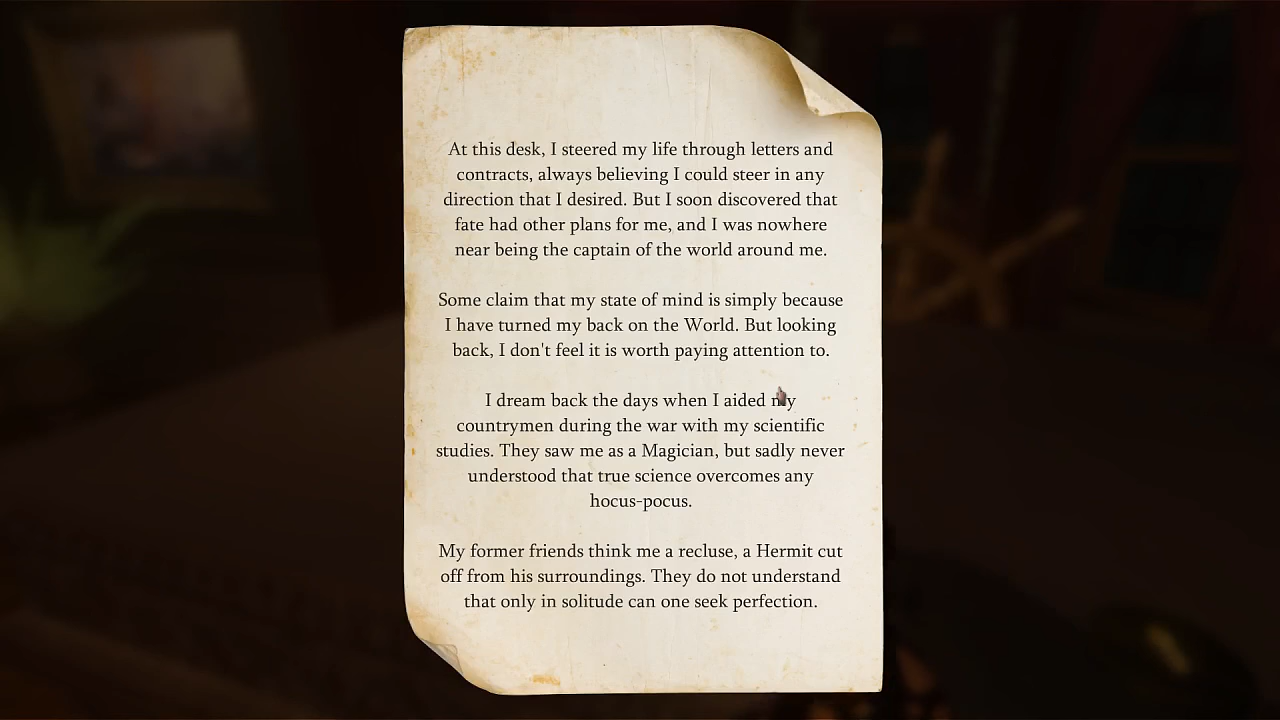 At this desk, I steered my life through letters and
contracts, always believing I could steer in any
direction that I desired. But I soon discovered that
fate had other plans for me, and I was nowhere
near being the captain of the world around me.
Some claim that my state of mind is simply because
I have turned my back on the World. But looking
back, I don't feel it is worth paying attention to.
I dream back the days when I aided my
countrymen during the war with my scientific
studies. They saw me as a Magician, but sadly never
understood that true science overcomes any
hocus-pocus.
My former friends think me a recluse, a Hermit cut
off from his surroundings. They do not understand
that only in solitude can one seek perfection.